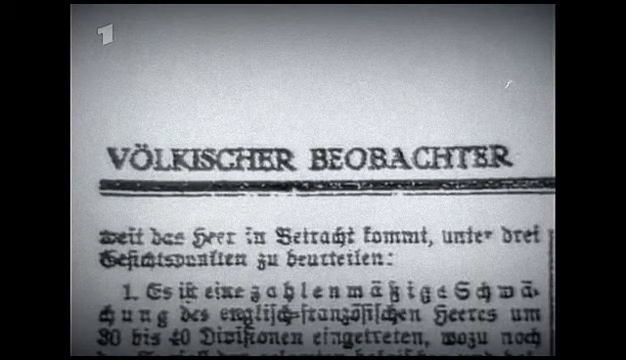 1
VÖLKISCHER BEOBACHTER
weit das Heer in Betracht kommt, unter drei
Gesichtspunkten zu beurteilen:
1. Es ist eine zahlenmäßige Schwä-
chung des englisch-französischen Heeres um
30 bis 40 Divisionen eingetreten, wozu noch